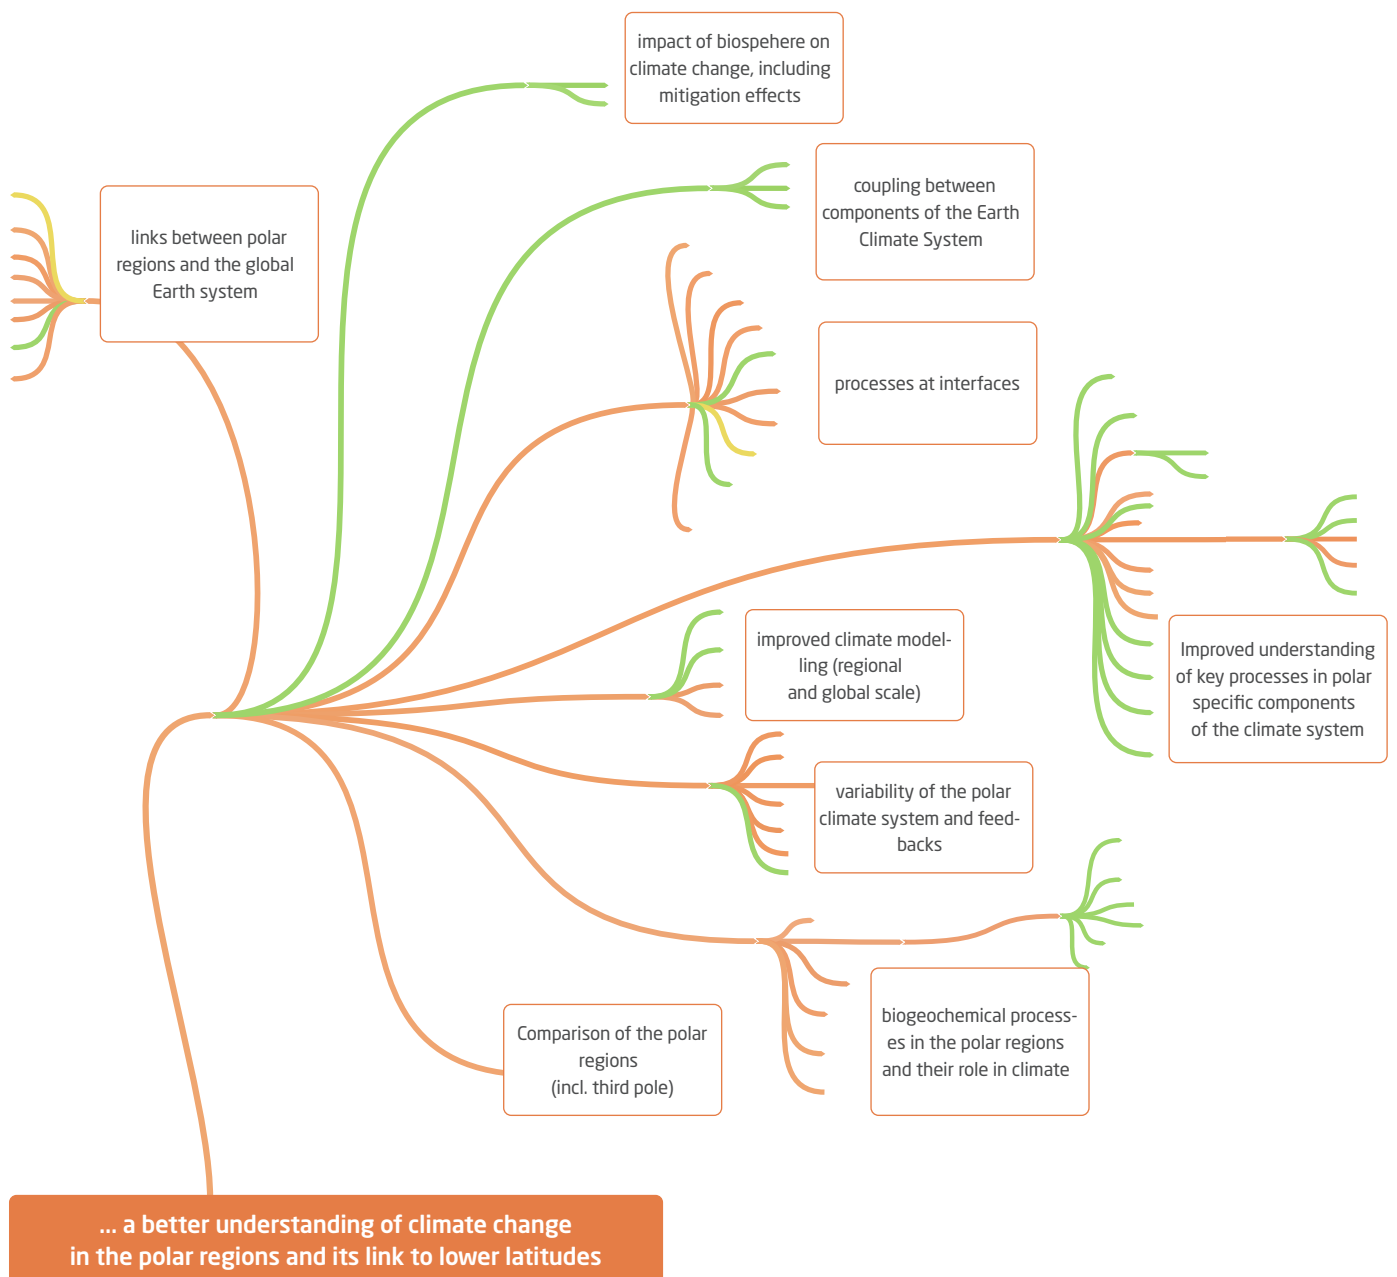 impact of biospehere on
climate change, including
mitigation effects
coupling between
components of the Earth
Climate System
links between polar
regions and the global
Earth system
processes at interfaces
improved climate model-
ling (regional
and global scale)
Improved understanding
of key processes in polar
specific components
of the climate system
variability of the polar
climate system and feed-
backs
biogeochemical process-
es in the polar regions
and their role in climate
Comparison of the polar
regions
(incl. third pole)
... a better understanding of climate change
in the polar regions and its link to lower latitudes